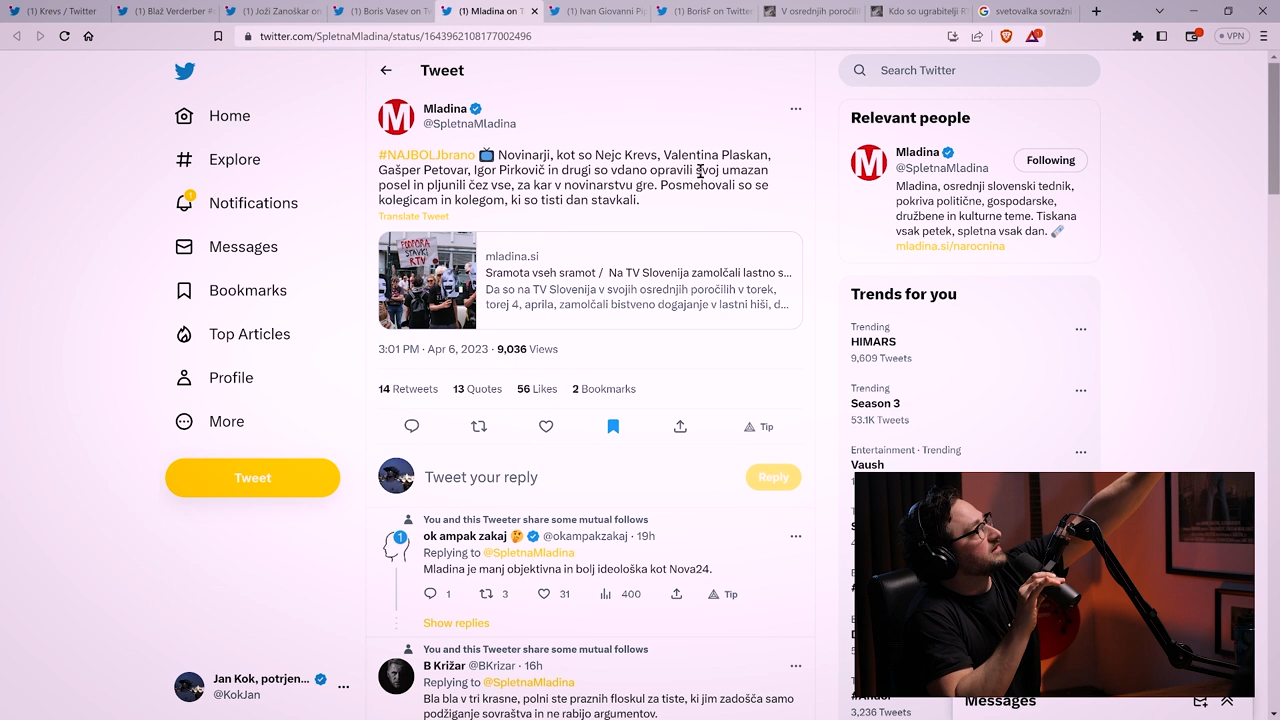 (1) Krevs / Twitter
(1) Blaž Verderber #
(1) Joži Zanoškar on
(1) Boris Vasev on Tw
(1) Mladina on T
(1) Ivan Giovanni Pi
(1) BorisF on Twitter
V osrednjih poročili
Kdo so ugrabitelji R
svetovalka sovražni
twitter.com/SpletnaMladina/status/1643962108177002496
VPN
Home
Explore
Notifications
Messages
Bookmarks
Top Articles
Profile
More
Tweet
Jan Kok, potrjen...
@KokJan
Tweet
Mladina
@SpletnaMladina
#NAJBOLJbrano 📺 Novinarji, kot so Nejc Krevs, Valentina Plaskan,
Gašper Petovar, Igor Pirkovič in drugi so vdano opravili svoj umazan
posel in pljunili čez vse, za kar v novinarstvu gre. Posmehovali so se
kolegicam in kolegom, ki so tisti dan stavkali.
Translate Tweet
PODPORA
STAVKI
RTV
mladina.si
Sramota vseh sramot / Na TV Slovenija zamolčali lastno s...
Da so na TV Slovenija v svojih osrednjih poročilih v torek,
torej 4, aprila, zamolčali bistveno dogajanje v lastni hiši, d...
3:01 PM · Apr 6, 2023 · 9,036 Views
14 Retweets 13 Quotes 56 Likes 2 Bookmarks
Tip
Tweet your reply
Reply
You and this Tweeter share some mutual follows
ok ampak zakaj 🤔 @okampakzakaj · 19h
Replying to @SpletnaMladina
Mladina je manj objektivna in bolj ideološka kot Nova24.
1 3 31 400 Tip
Show replies
You and this Tweeter share some mutual follows
B Križar @BKrizar · 16h
Replying to @SpletnaMladina
Bla bla v tri krasne, polni ste praznih floskul za tiste, ki jim zadošča samo
podžiganje sovraštva in ne rabijo argumentov.
Search Twitter
Relevant people
Mladina
@SpletnaMladina
Following
Mladina, osrednji slovenski tednik,
pokriva politične, gospodarske,
družbene in kulturne teme. Tiskana
vsak petek, spletna vsak dan. 🗞️
mladina.si/narocnina
Trends for you
Trending
HIMARS
9,609 Tweets
Trending
Season 3
53.1K Tweets
Entertainment · Trending
Vaush
3,236 Tweets
Messages